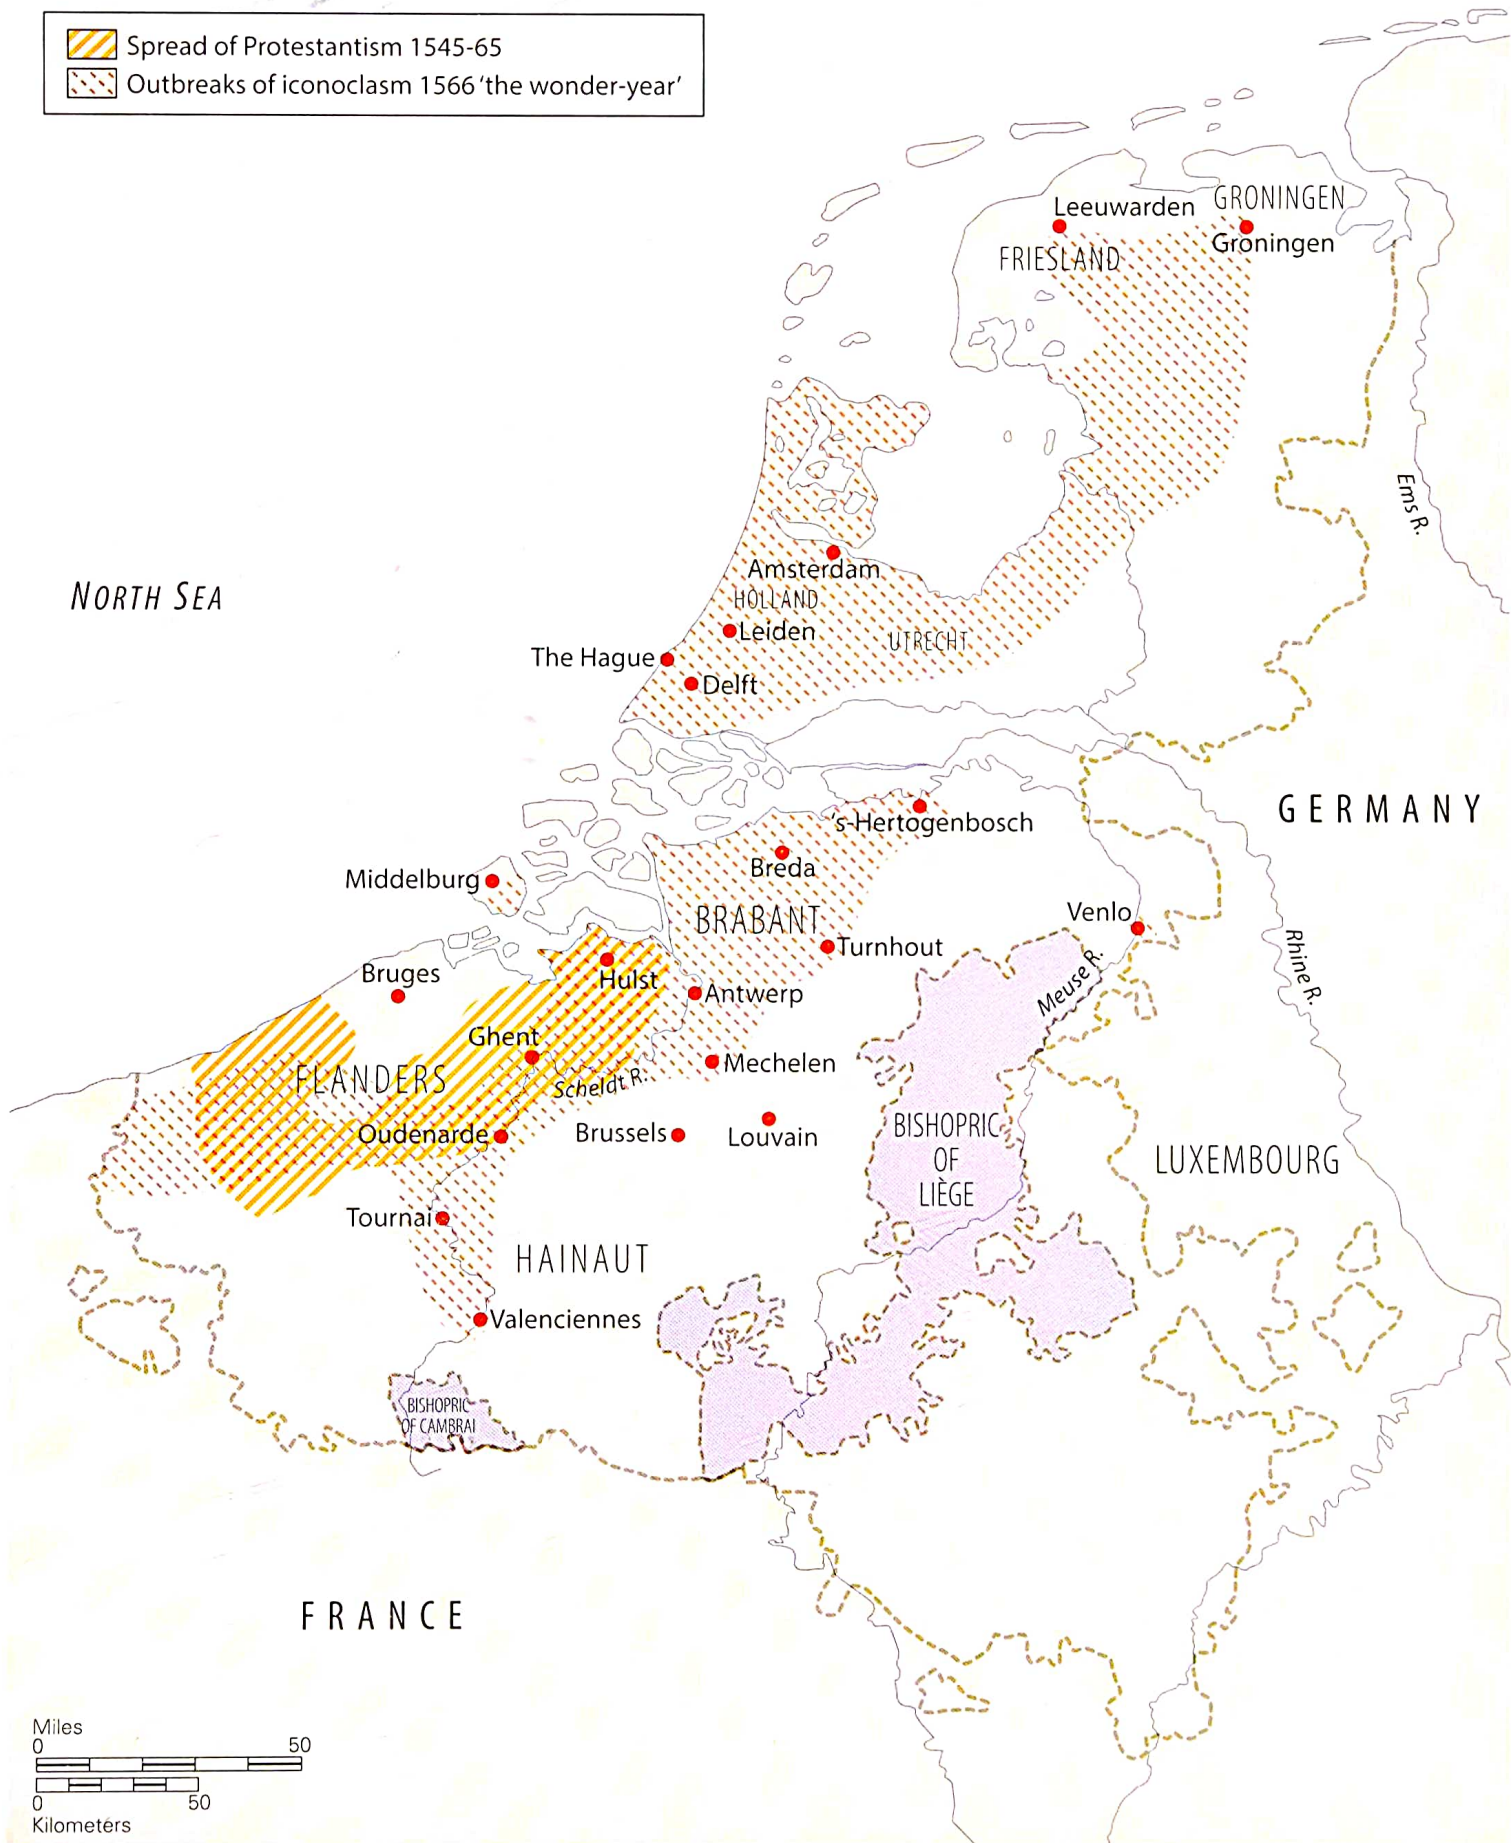 Spread of Protestantism 1545-65
Outbreaks of iconoclasm 1566 'the wonder-year'
Leeuwarden
GRONINGEN
Groningen
FRIESLAND
Ems R.
NORTH SEA
Amsterdam
HOLLAND
Leiden
UTRECHT
The Hague
Delft
GERMANY
's-Hertogenbosch
Breda
Middelburg
BRABANT
Venlo
Turnhout
Rhine R.
Bruges
Hulst
Antwerp
Meuse R.
Ghent
Mechelen
FLANDERS
Scheldt R.
Oudenarde
Brussels
Louvain
BISHOPRIC
OF
LIÈGE
LUXEMBOURG
Tournai
HAINAUT
Valenciennes
BISHOPRIC
OF CAMBRAI
FRANCE
Miles
0 50
0 50
Kilometers